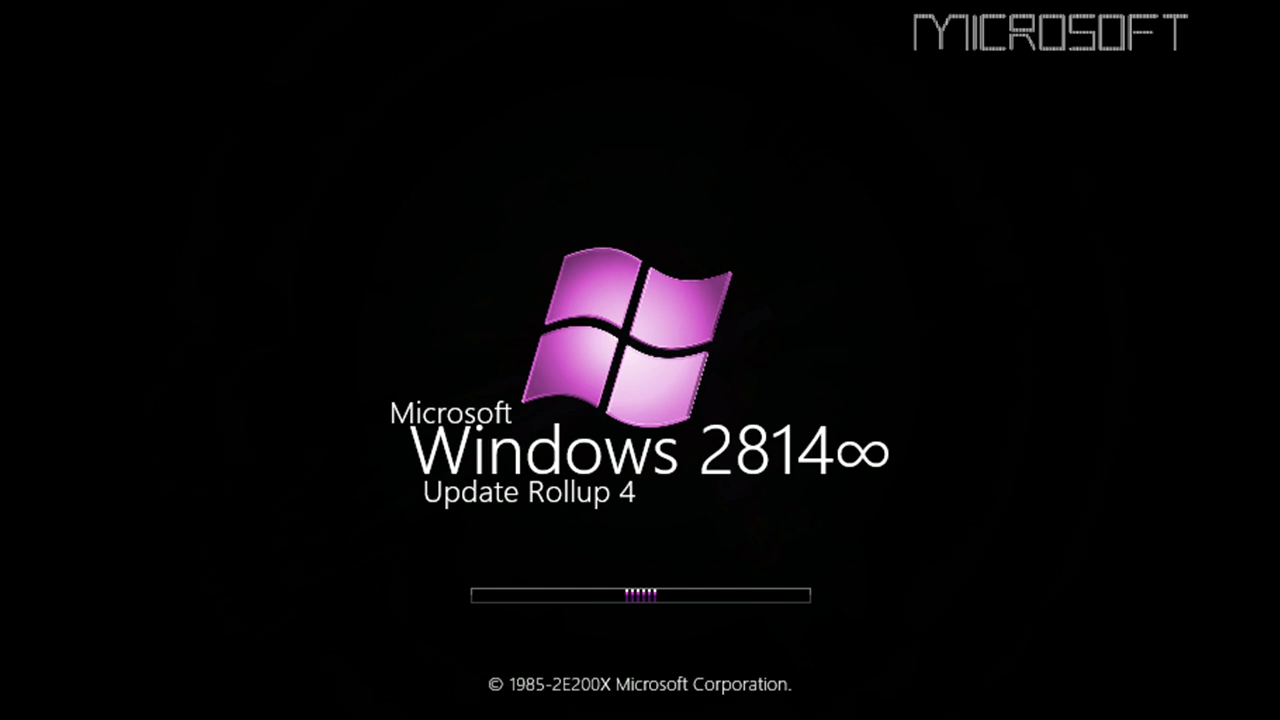 MICROSOFT
Microsoft
Windows 2814∞
Update Rollup 4
© 1985-2E200X Microsoft Corporation.